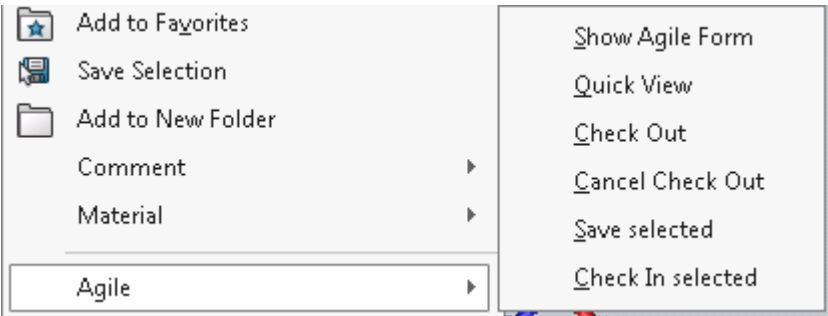 Add to Favorites
Save Selection
Add to New Folder
Comment
Material
Agile
Show Agile Form
Quick View
Check Out
Cancel Check Out
Save selected
Check In selected